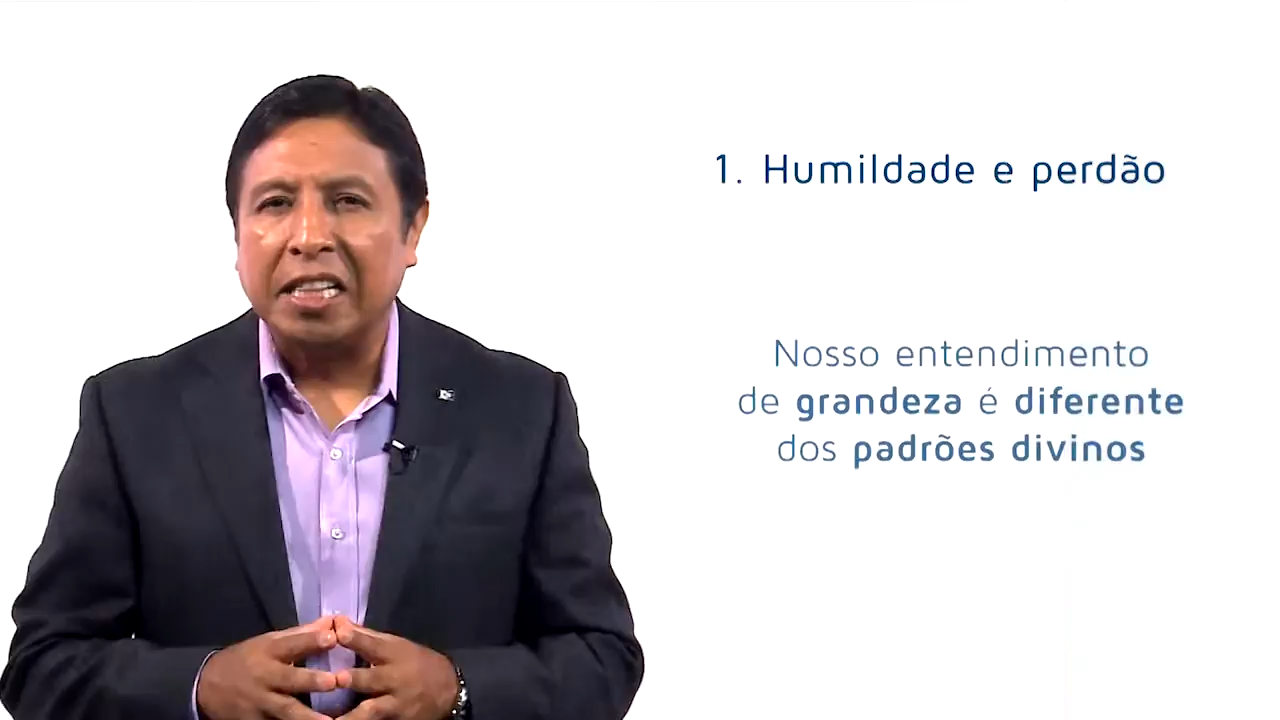 1. Humildade e perdão
Nosso entendimento
de grandeza é diferente
dos padrões divinos